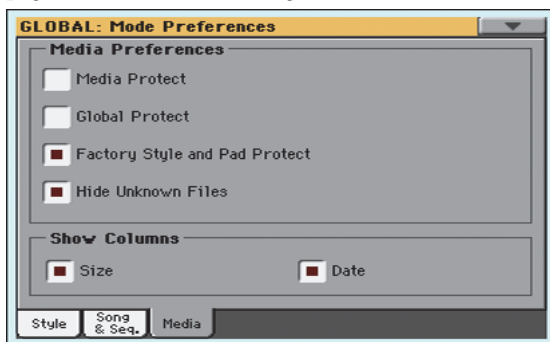 GLOBAL: Mode Preferences
Media Preferences
Media Protect
Global Protect
Factory Style and Pad Protect
Hide Unknown Files
Show Columns
Size
Date
Style
Song
& Seq.
Media